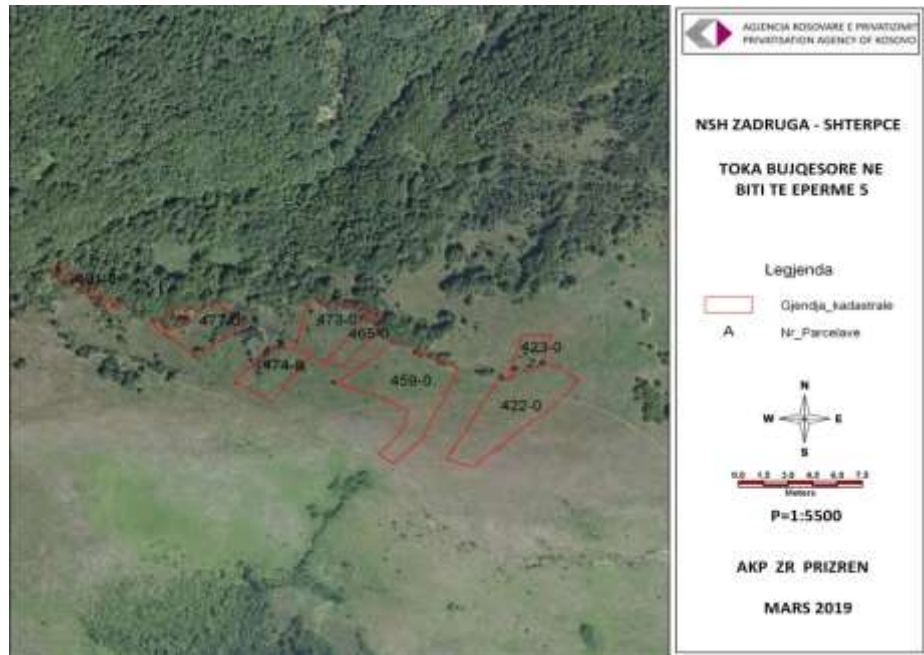 AGJENCIA KOSOVARE E PRIVATIZIMIT
PRIVATISATION AGENCY OF KOSOVO
NSH ZADRUGA - SHTERPCE
TOKA BUJQESORE NE
BITI TE EPERME 5
Legjenda
Gjendja_kadastrale
A Nr_Parcelave
N
W E
S
Meters
P=1:5500
AKP ZR PRIZREN
MARS 2019
477-0
473-0
465-0
474-0
459-0
423-0
422-0